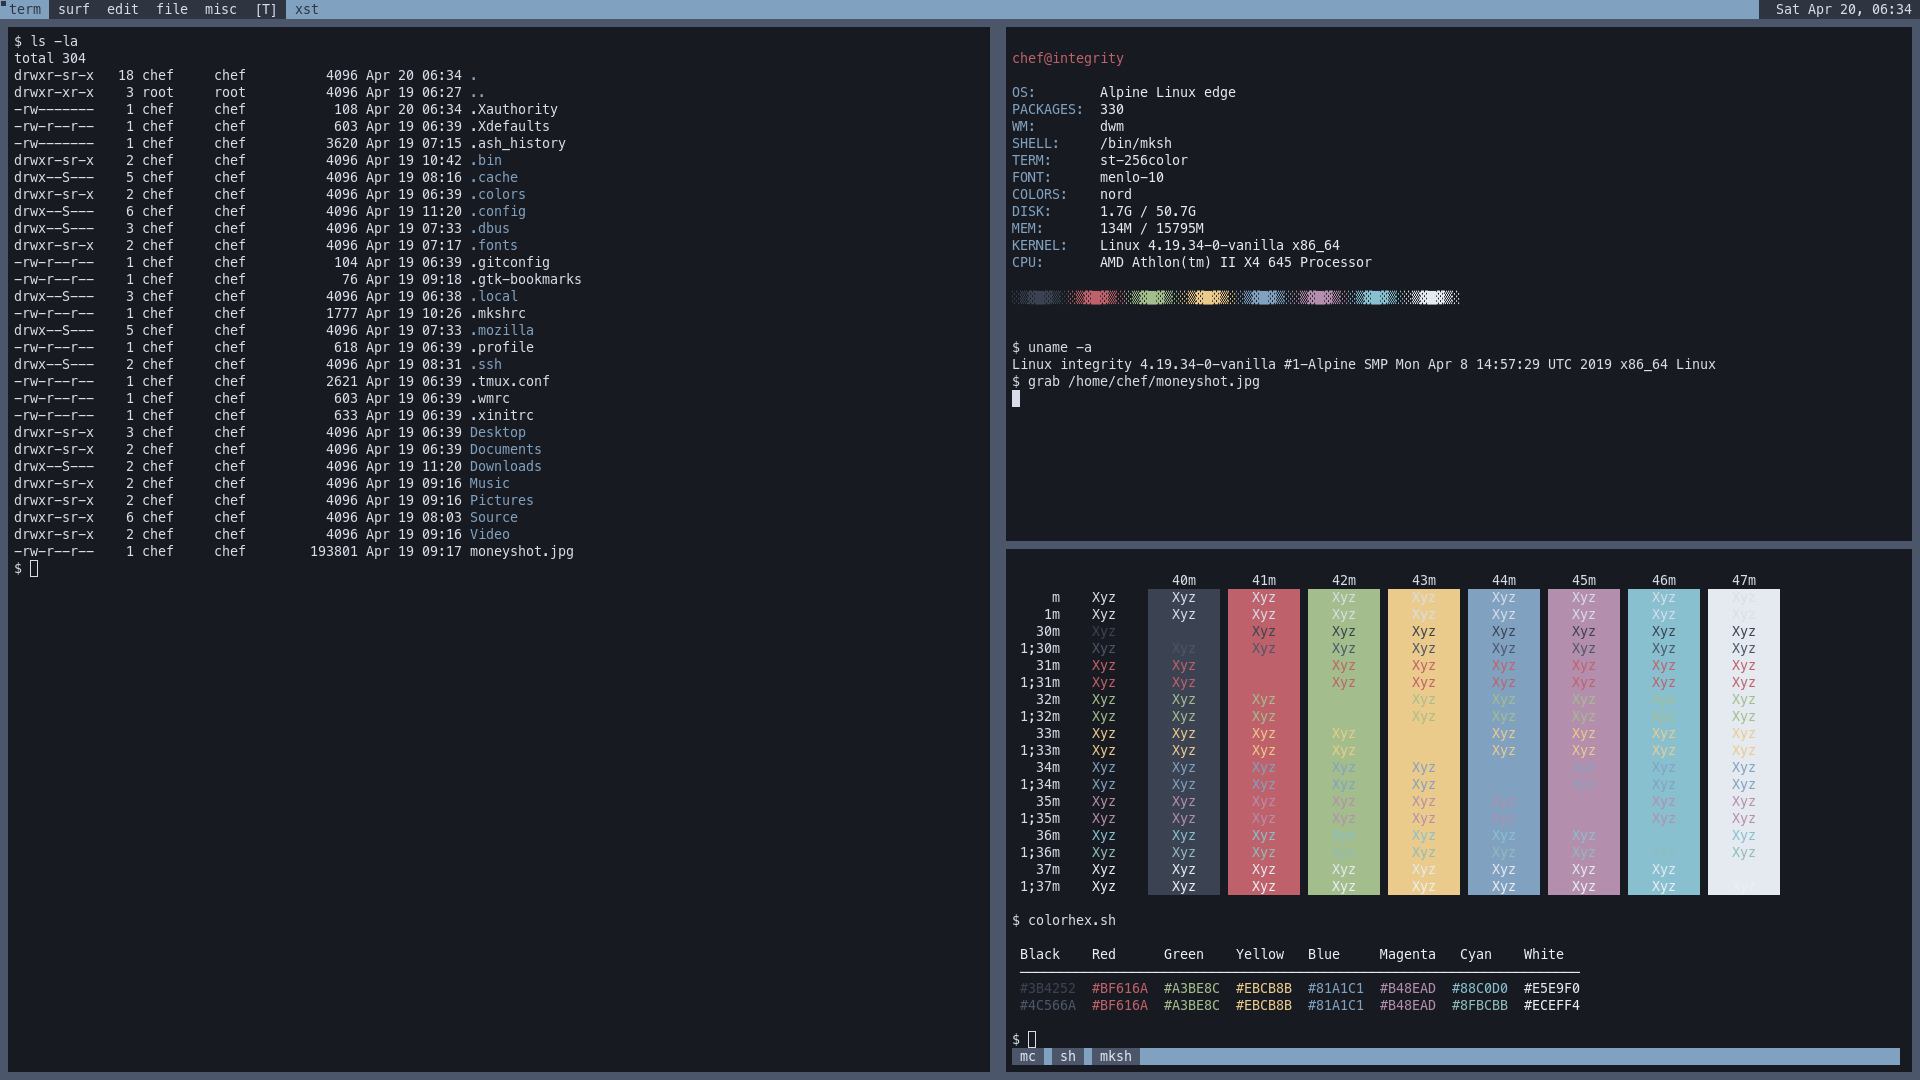 term surf edit file misc [T] xst Sat Apr 20, 06:34
$ ls -la
total 304
drwxr-sr-x 18 chef chef 4096 Apr 20 06:34 .
drwxr-xr-x 3 root root 4096 Apr 19 06:27 ..
-rw------- 1 chef chef 108 Apr 20 06:34 .Xauthority
-rw-r--r-- 1 chef chef 603 Apr 19 06:39 .Xdefaults
-rw------- 1 chef chef 3620 Apr 19 07:15 .ash_history
drwxr-sr-x 2 chef chef 4096 Apr 19 10:42 .bin
drwx--S--- 5 chef chef 4096 Apr 19 08:16 .cache
drwxr-sr-x 2 chef chef 4096 Apr 19 06:39 .colors
drwx--S--- 6 chef chef 4096 Apr 19 11:20 .config
drwx--S--- 3 chef chef 4096 Apr 19 07:33 .dbus
drwxr-sr-x 2 chef chef 4096 Apr 19 07:17 .fonts
-rw-r--r-- 1 chef chef 104 Apr 19 06:39 .gitconfig
-rw-r--r-- 1 chef chef 76 Apr 19 09:18 .gtk-bookmarks
drwx--S--- 3 chef chef 4096 Apr 19 06:38 .local
-rw-r--r-- 1 chef chef 1777 Apr 19 10:26 .mkshrc
drwx--S--- 5 chef chef 4096 Apr 19 07:33 .mozilla
-rw-r--r-- 1 chef chef 618 Apr 19 06:39 .profile
drwx--S--- 2 chef chef 4096 Apr 19 08:31 .ssh
-rw-r--r-- 1 chef chef 2621 Apr 19 06:39 .tmux.conf
-rw-r--r-- 1 chef chef 603 Apr 19 06:39 .wmrc
-rw-r--r-- 1 chef chef 633 Apr 19 06:39 .xinitrc
drwxr-sr-x 3 chef chef 4096 Apr 19 06:39 Desktop
drwxr-sr-x 2 chef chef 4096 Apr 19 06:39 Documents
drwx--S--- 2 chef chef 4096 Apr 19 11:20 Downloads
drwxr-sr-x 2 chef chef 4096 Apr 19 09:16 Music
drwxr-sr-x 2 chef chef 4096 Apr 19 09:16 Pictures
drwxr-sr-x 6 chef chef 4096 Apr 19 08:03 Source
drwxr-sr-x 2 chef chef 4096 Apr 19 09:16 Video
-rw-r--r-- 1 chef chef 193801 Apr 19 09:17 moneyshot.jpg
$
chef@integrity
OS: Alpine Linux edge
PACKAGES: 330
WM: dwm
SHELL: /bin/mksh
TERM: st-256color
FONT: menlo-10
COLORS: nord
DISK: 1.7G / 50.7G
MEM: 134M / 15795M
KERNEL: Linux 4.19.34-0-vanilla x86_64
CPU: AMD Athlon(tm) II X4 645 Processor
$ uname -a
Linux integrity 4.19.34-0-vanilla #1-Alpine SMP Mon Apr 8 14:57:29 UTC 2019 x86_64 Linux
$ grab /home/chef/moneyshot.jpg
40m 41m 42m 43m 44m 45m 46m 47m
m Xyz Xyz Xyz Xyz Xyz Xyz Xyz Xyz Xyz
1m Xyz Xyz Xyz Xyz Xyz Xyz Xyz Xyz Xyz
30m Xyz Xyz Xyz Xyz Xyz Xyz Xyz Xyz
1;30m Xyz Xyz Xyz Xyz Xyz Xyz Xyz Xyz Xyz
31m Xyz Xyz Xyz Xyz Xyz Xyz Xyz Xyz
1;31m Xyz Xyz Xyz Xyz Xyz Xyz Xyz Xyz
32m Xyz Xyz Xyz Xyz Xyz Xyz Xyz Xyz
1;32m Xyz Xyz Xyz Xyz Xyz Xyz Xyz Xyz
33m Xyz Xyz Xyz Xyz Xyz Xyz Xyz Xyz
1;33m Xyz Xyz Xyz Xyz Xyz Xyz Xyz Xyz
34m Xyz Xyz Xyz Xyz Xyz Xyz Xyz Xyz
1;34m Xyz Xyz Xyz Xyz Xyz Xyz Xyz Xyz
35m Xyz Xyz Xyz Xyz Xyz Xyz Xyz Xyz
1;35m Xyz Xyz Xyz Xyz Xyz Xyz Xyz Xyz
36m Xyz Xyz Xyz Xyz Xyz Xyz Xyz Xyz
1;36m Xyz Xyz Xyz Xyz Xyz Xyz Xyz Xyz
37m Xyz Xyz Xyz Xyz Xyz Xyz Xyz Xyz
1;37m Xyz Xyz Xyz Xyz Xyz Xyz Xyz Xyz
$ colorhex.sh
Black Red Green Yellow Blue Magenta Cyan White
#3B4252 #BF616A #A3BE8C #EBCB8B #81A1C1 #B48EAD #88C0D0 #E5E9F0
#4C566A #BF616A #A3BE8C #EBCB8B #81A1C1 #B48EAD #8FBCBB #ECEFF4
$
mc sh mksh